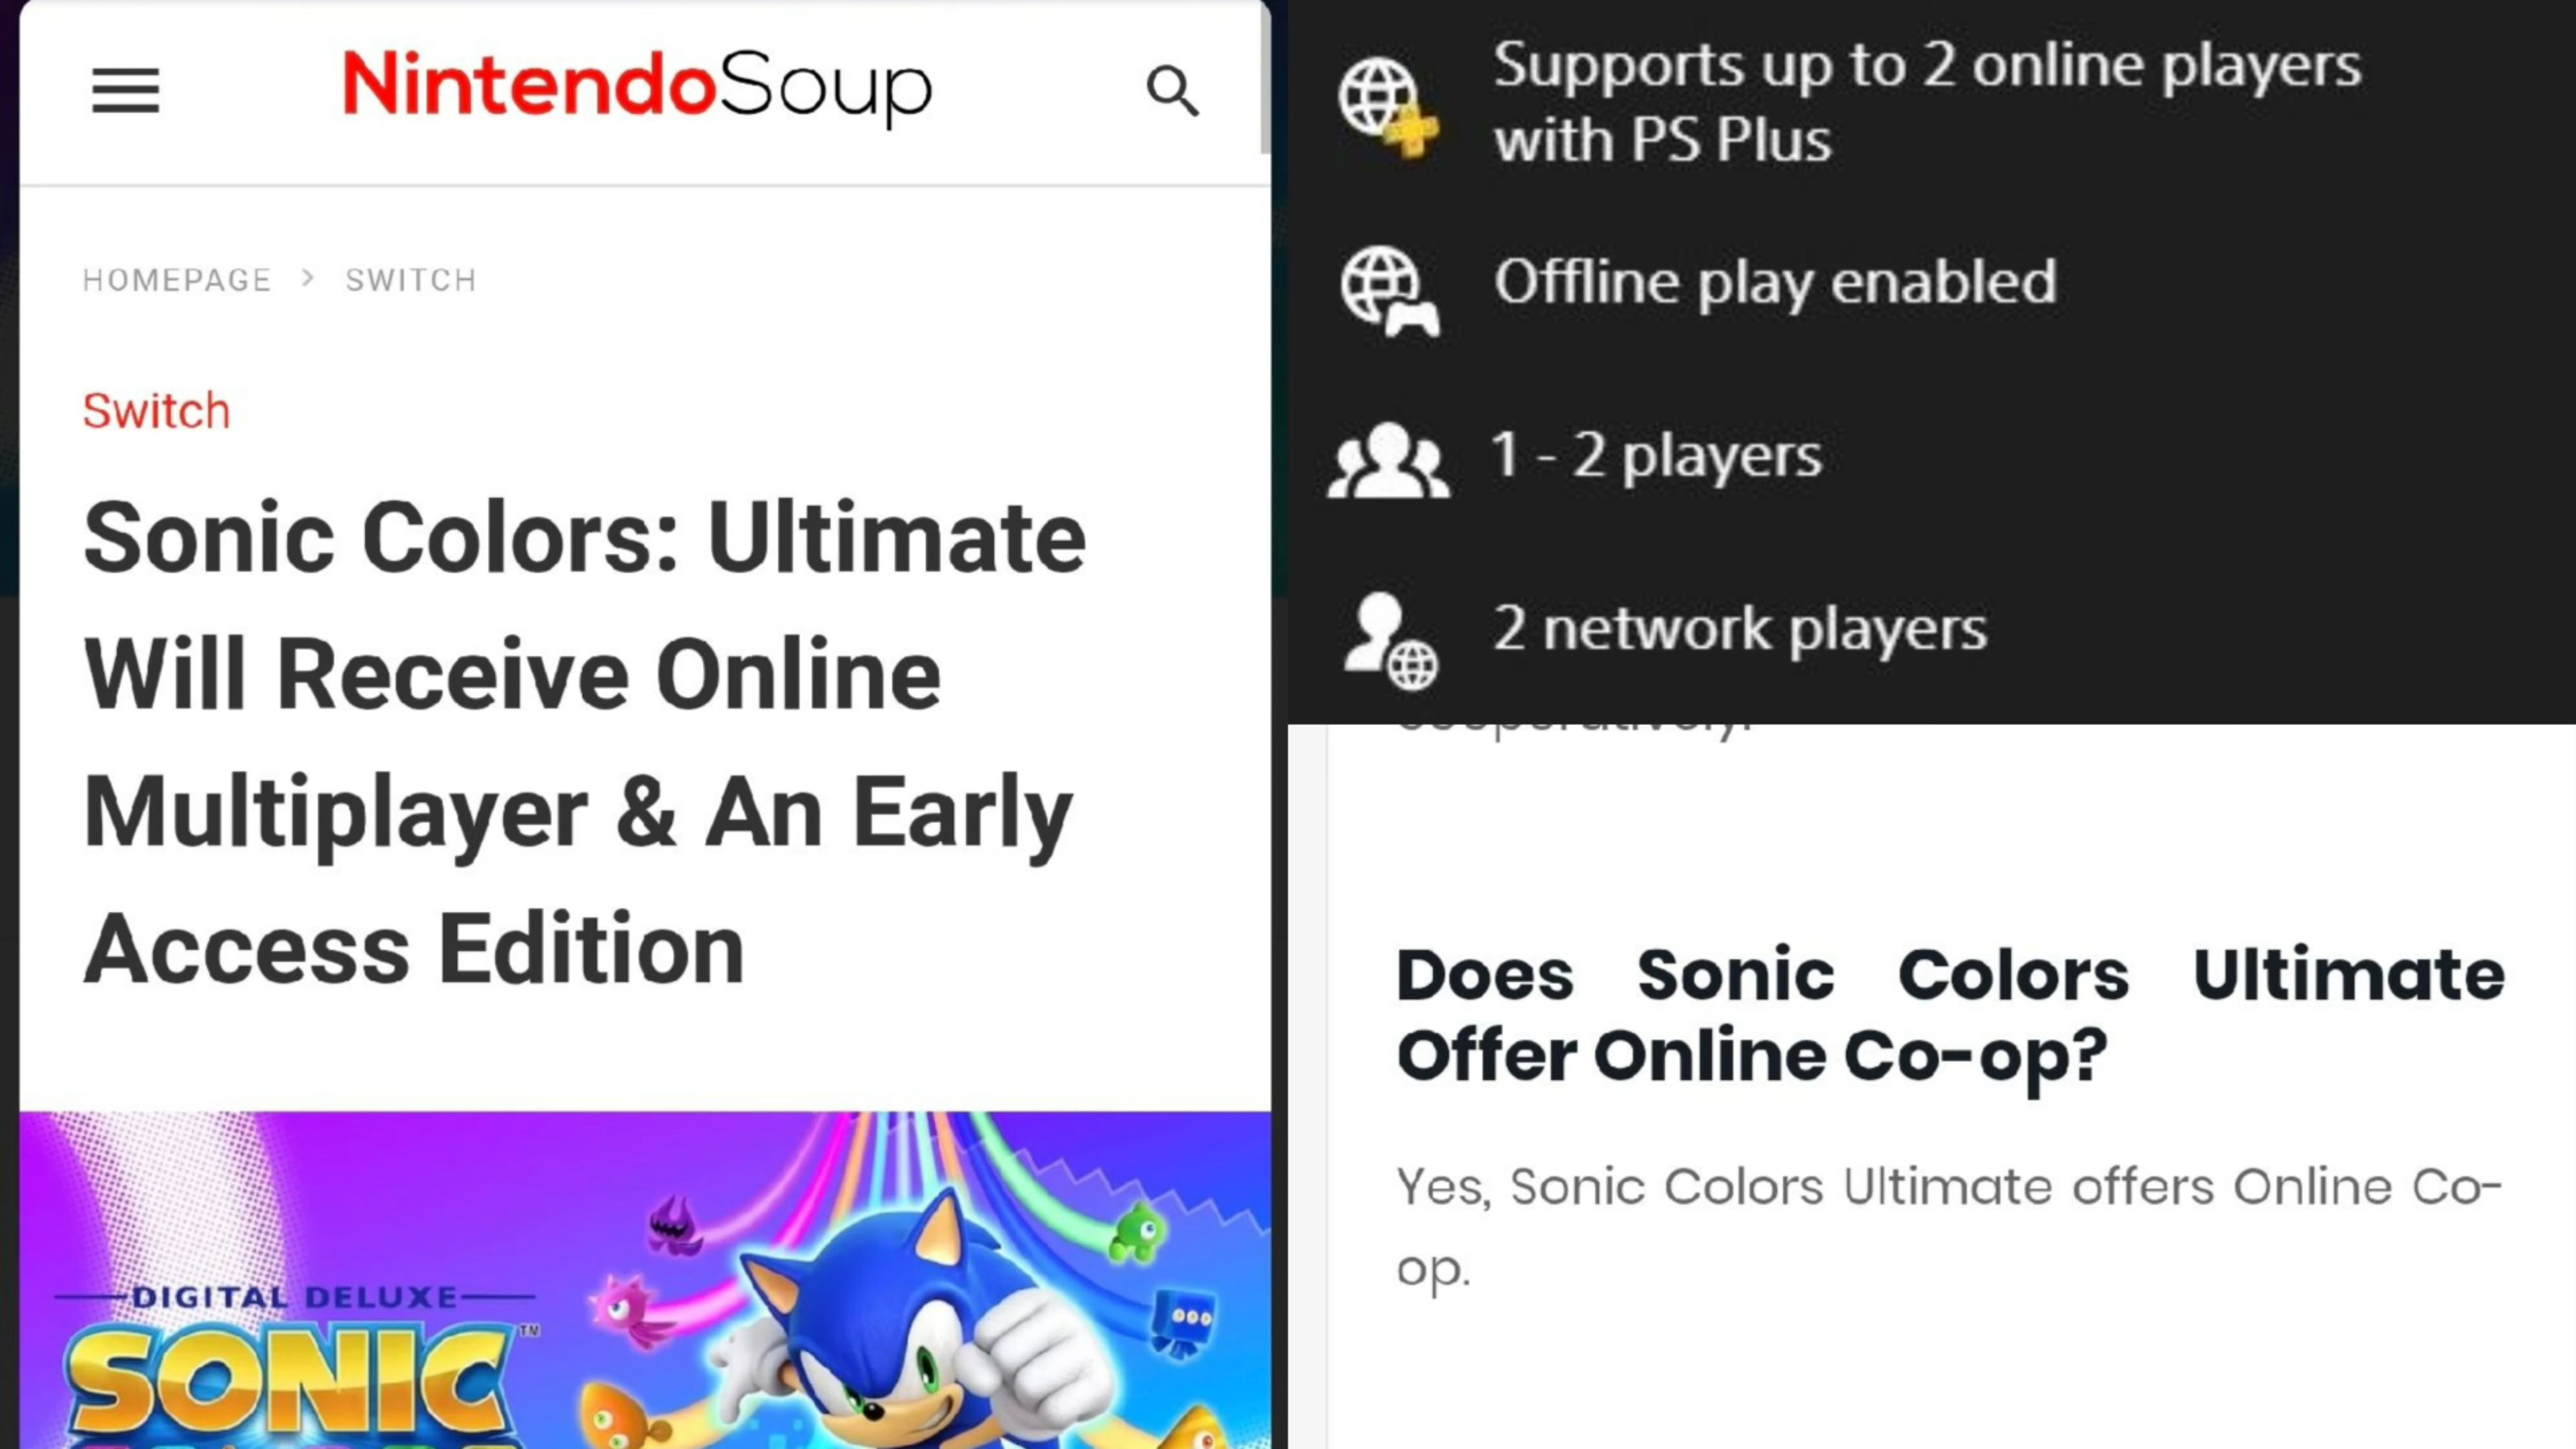 NintendoSoup
HOMEPAGE > SWITCH
Switch
Sonic Colors: Ultimate
Will Receive Online
Multiplayer & An Early
Access Edition
DIGITAL DELUXE
SONIC™
Supports up to 2 online players
with PS Plus
Offline play enabled
1 - 2 players
2 network players
cooperatively.
Does Sonic Colors Ultimate
Offer Online Co-op?
Yes, Sonic Colors Ultimate offers Online Co-
op.